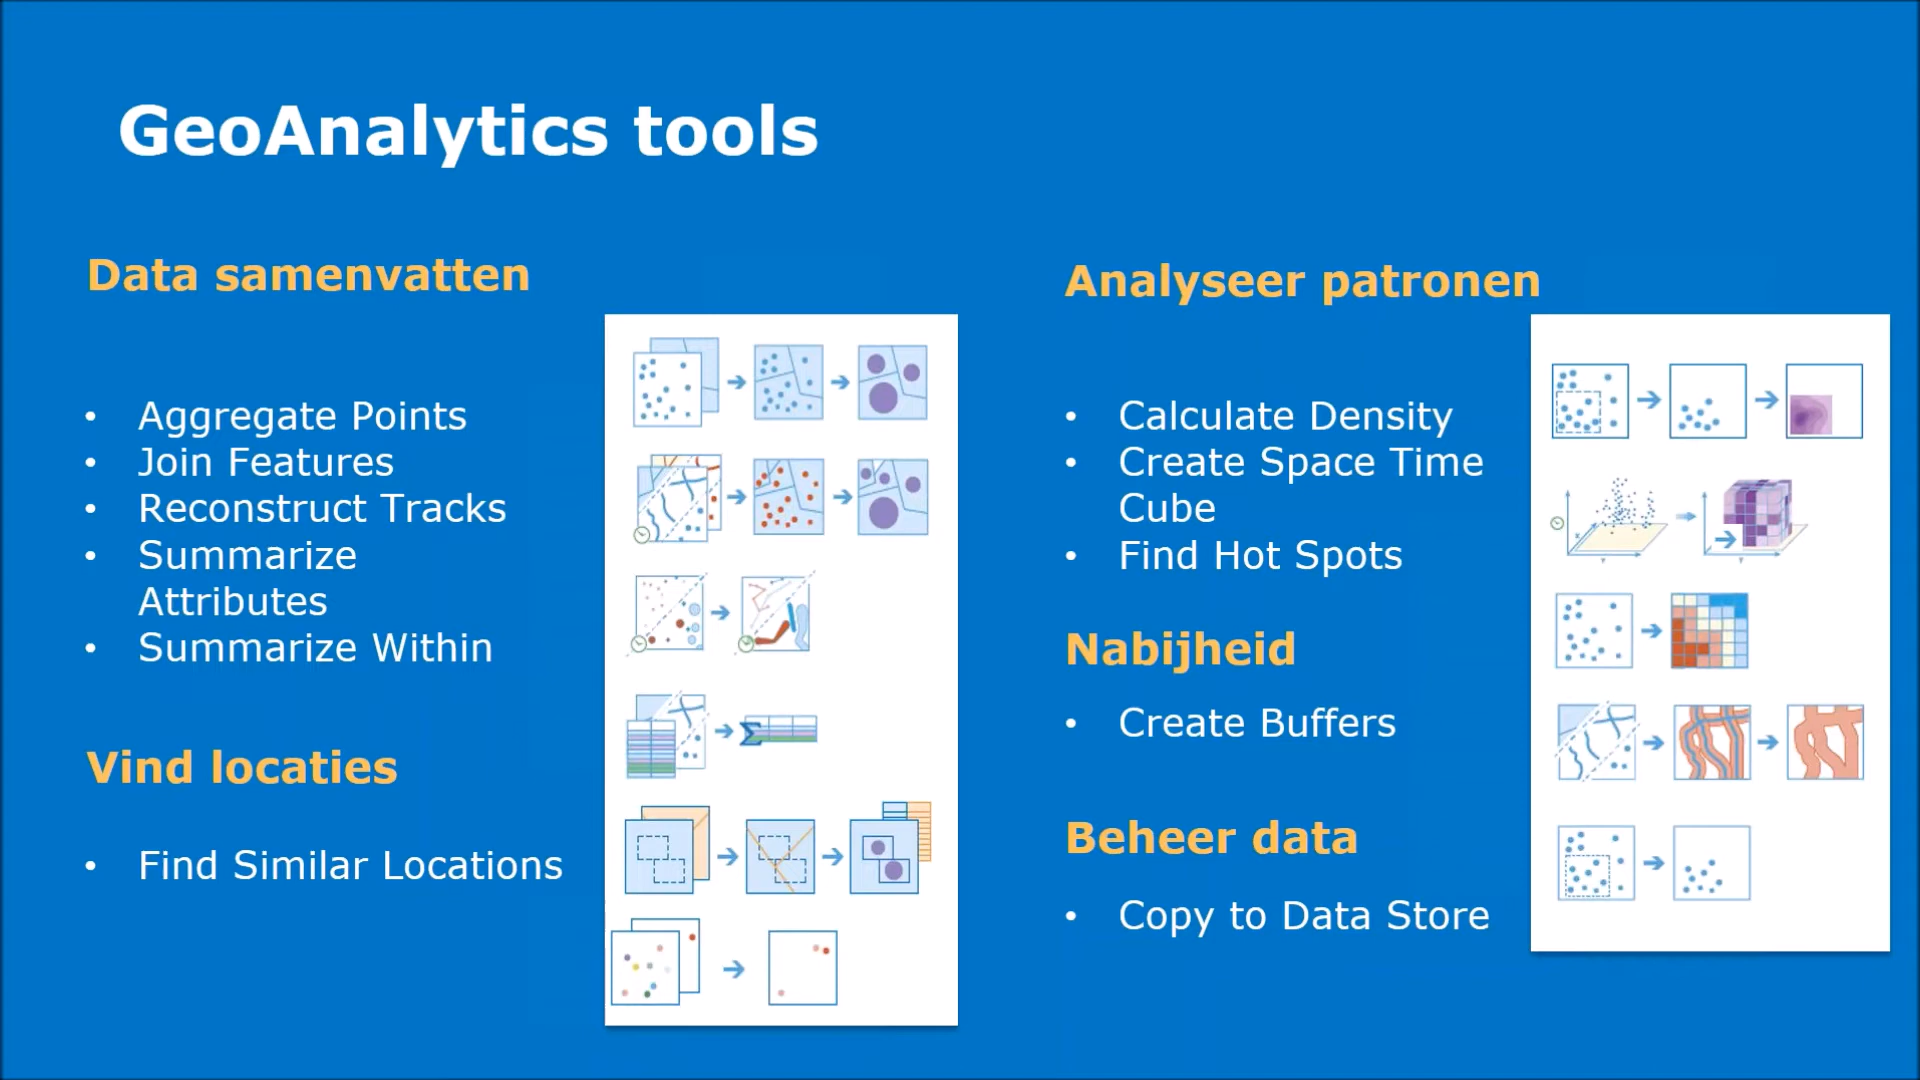 GeoAnalytics tools
Data samenvatten
• Aggregate Points
• Join Features
• Reconstruct Tracks
• Summarize
Attributes
• Summarize Within
Vind locaties
• Find Similar Locations
Analyseer patronen
• Calculate Density
• Create Space Time
Cube
• Find Hot Spots
Nabijheid
• Create Buffers
Beheer data
• Copy to Data Store